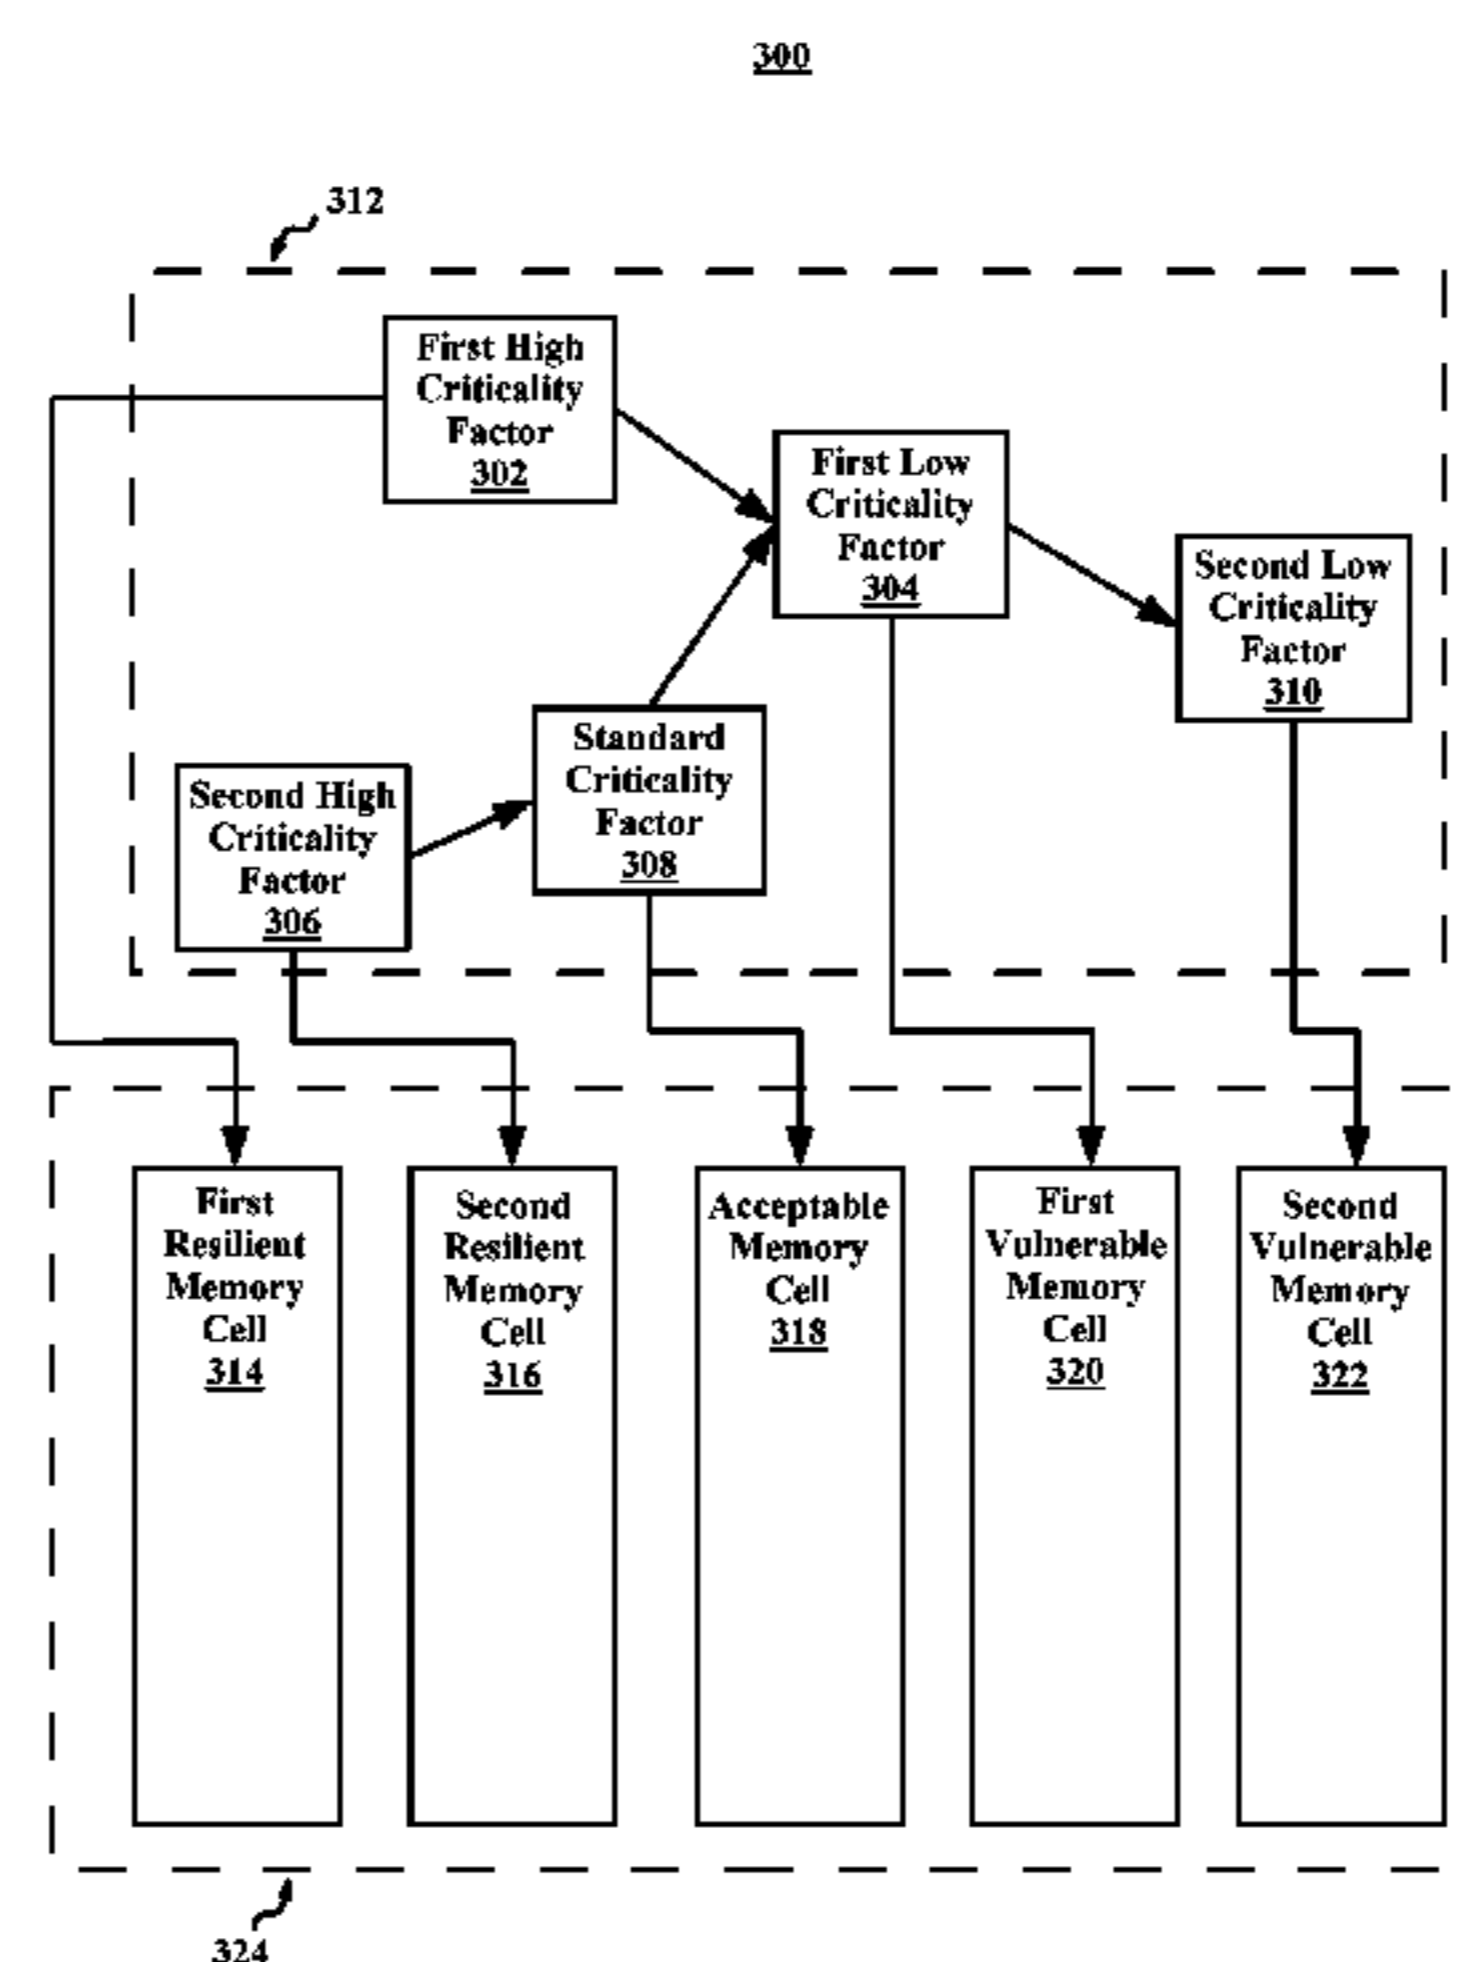 300
312
First High
Criticality
Factor
302
First Low
Criticality
Factor
304
Second Low
Criticality
Factor
310
Standard
Criticality
Factor
308
Second High
Criticality
Factor
306
First
Resilient
Memory
Cell
314
Second
Resilient
Memory
Cell
316
Acceptable
Memory
Cell
318
First
Vulnerable
Memory
Cell
320
Second
Vulnerable
Memory
Cell
322
324